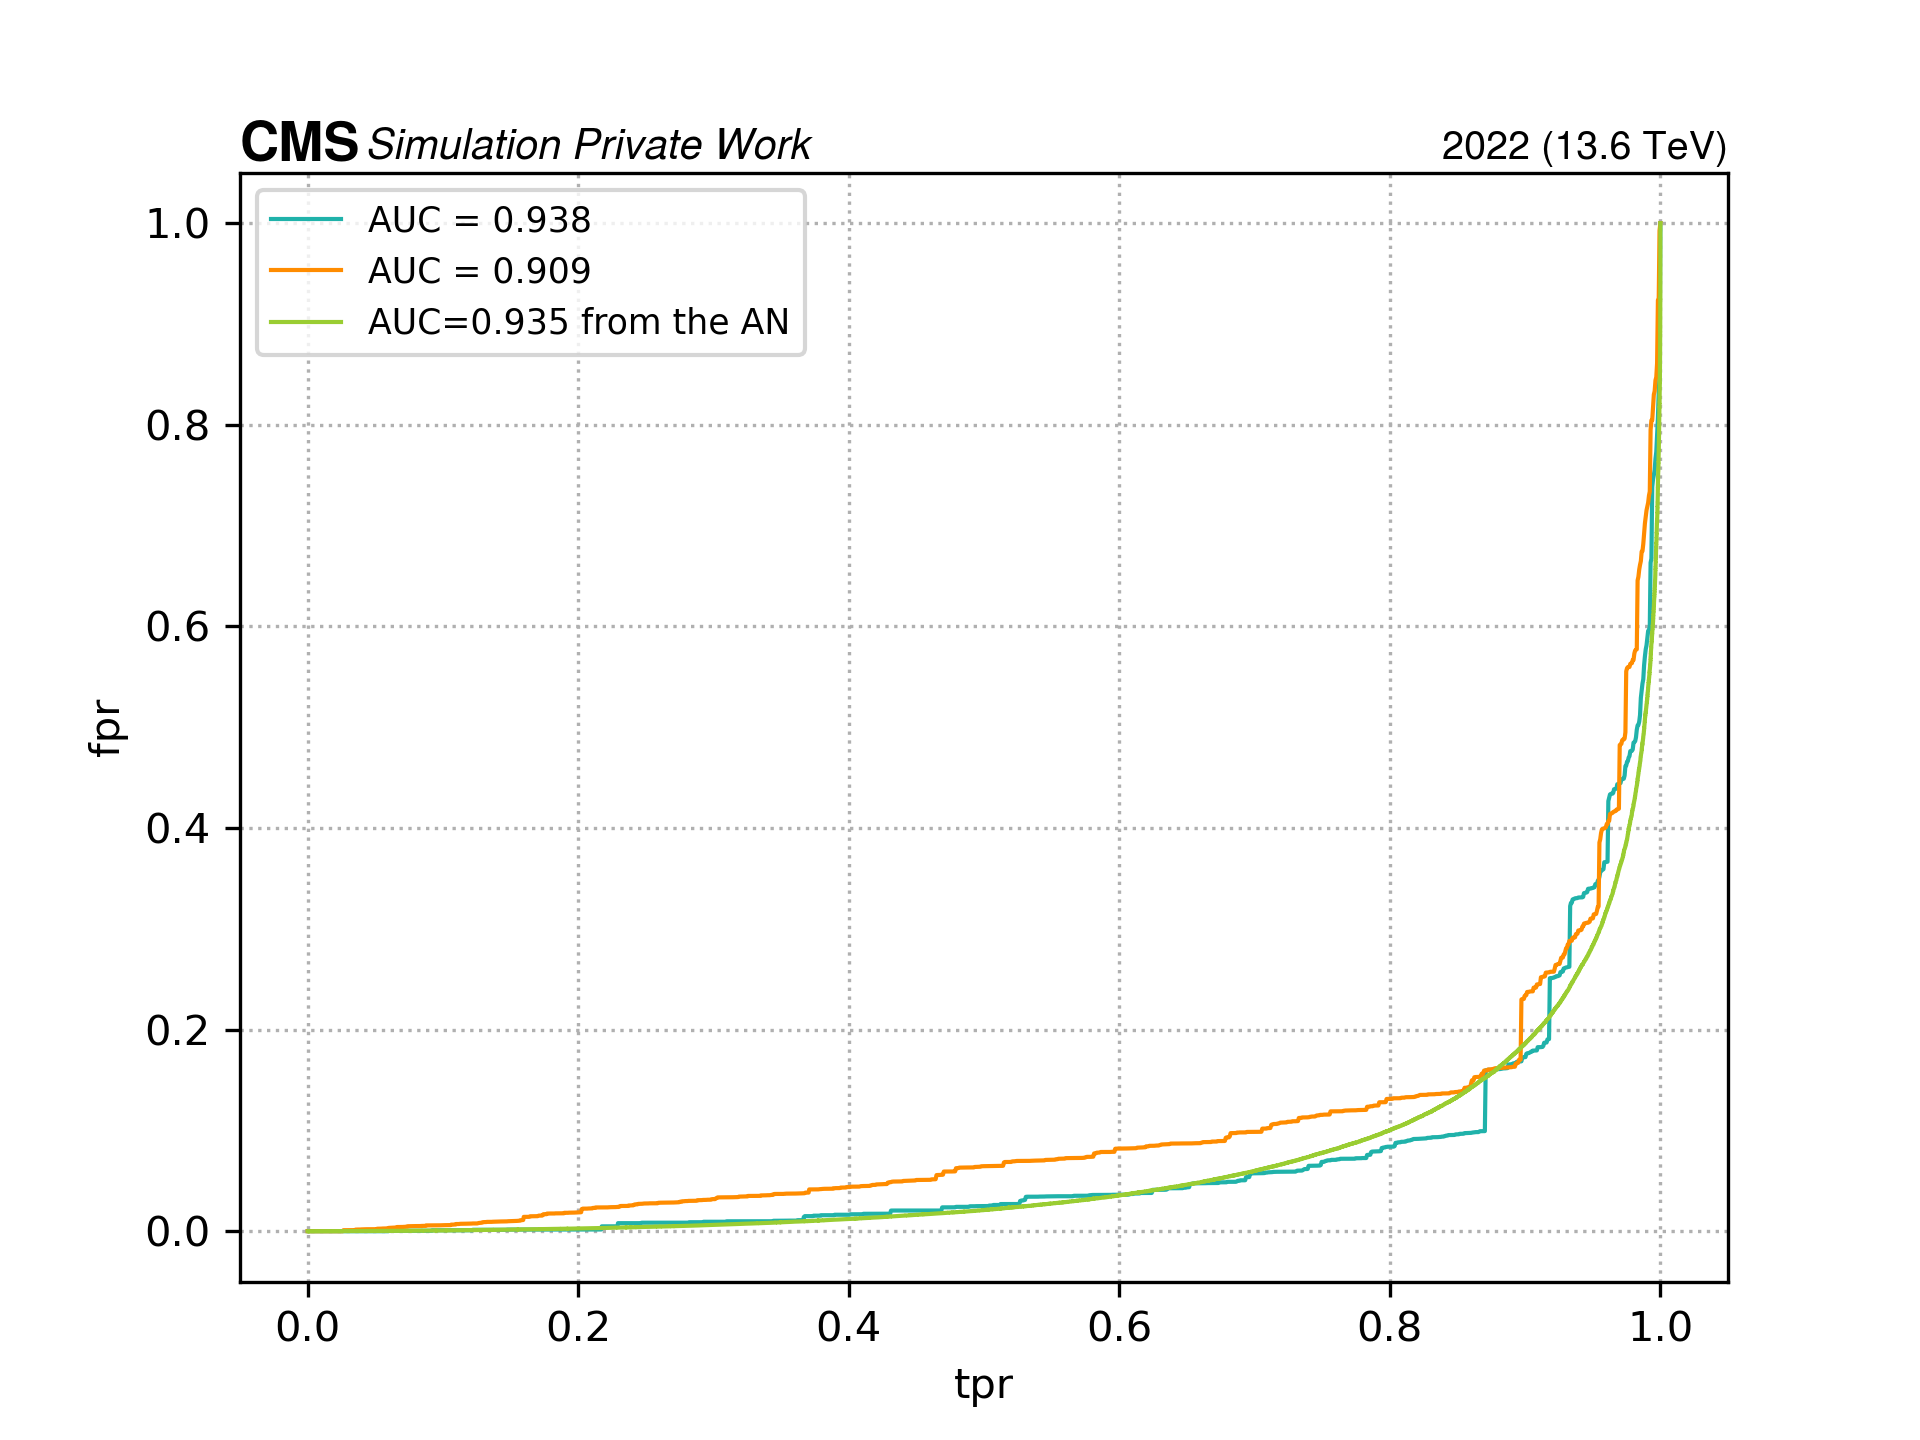 CMS Simulation Private Work 2022 (13.6 TeV)
AUC = 0.938
AUC = 0.909
AUC=0.935 from the AN
1.0
0.8
0.6
0.4
0.2
0.0
fpr
0.0 0.2 0.4 0.6 0.8 1.0
tpr